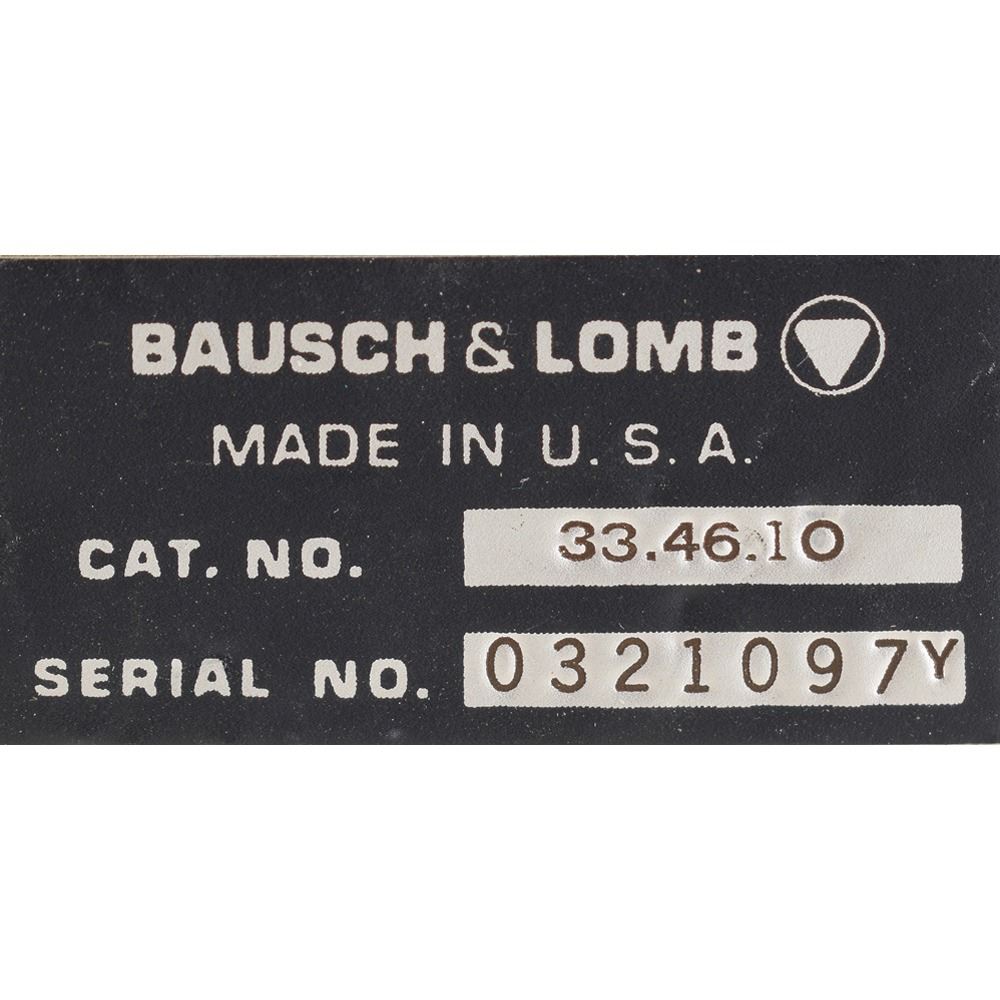 BAUSCH & LOMB
MADE IN U. S. A.
CAT. NO. 33.46.10
SERIAL NO. 0321097Y